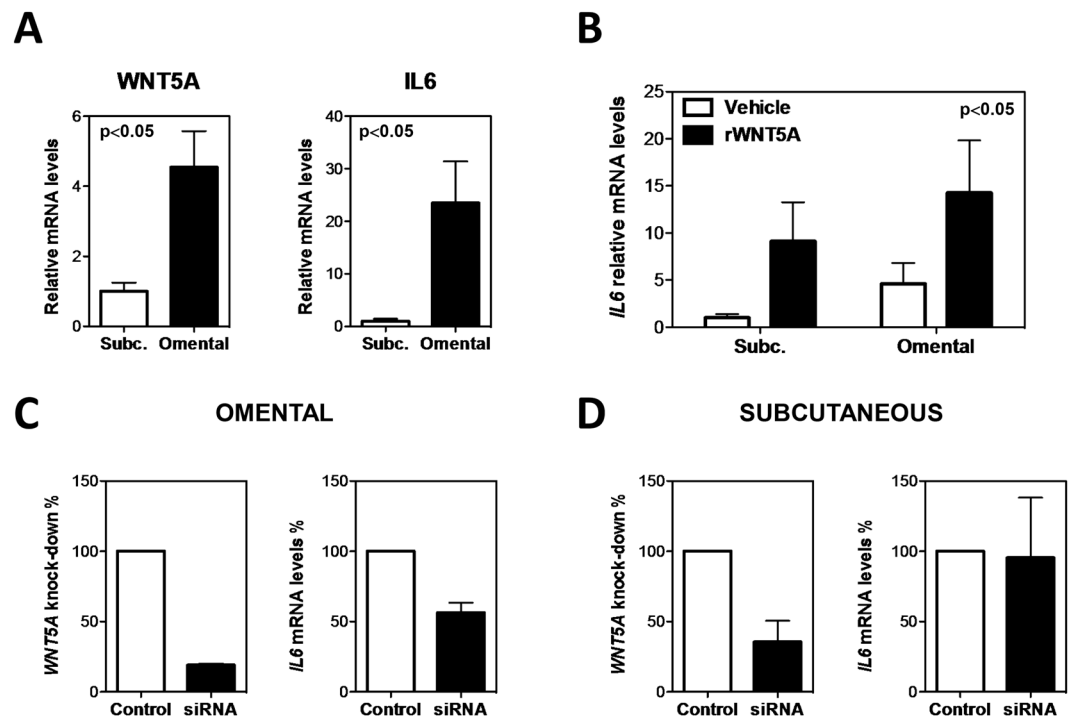 A
WNT5A
Relative mRNA levels
6
4
2
0
p<0.05
Subc. Omental
IL6
Relative mRNA levels
40
30
20
10
0
p<0.05
Subc. Omental
B
IL6 relative mRNA levels
25
20
15
10
5
0
Vehicle
rWNT5A
p<0.05
Subc. Omental
C
OMENTAL
WNT5A knock-down %
150
100
50
0
Control siRNA
IL6 mRNA levels %
150
100
50
0
Control siRNA
D
SUBCUTANEOUS
WNT5A knock-down %
150
100
50
0
Control siRNA
IL6 mRNA levels %
150
100
50
0
Control siRNA